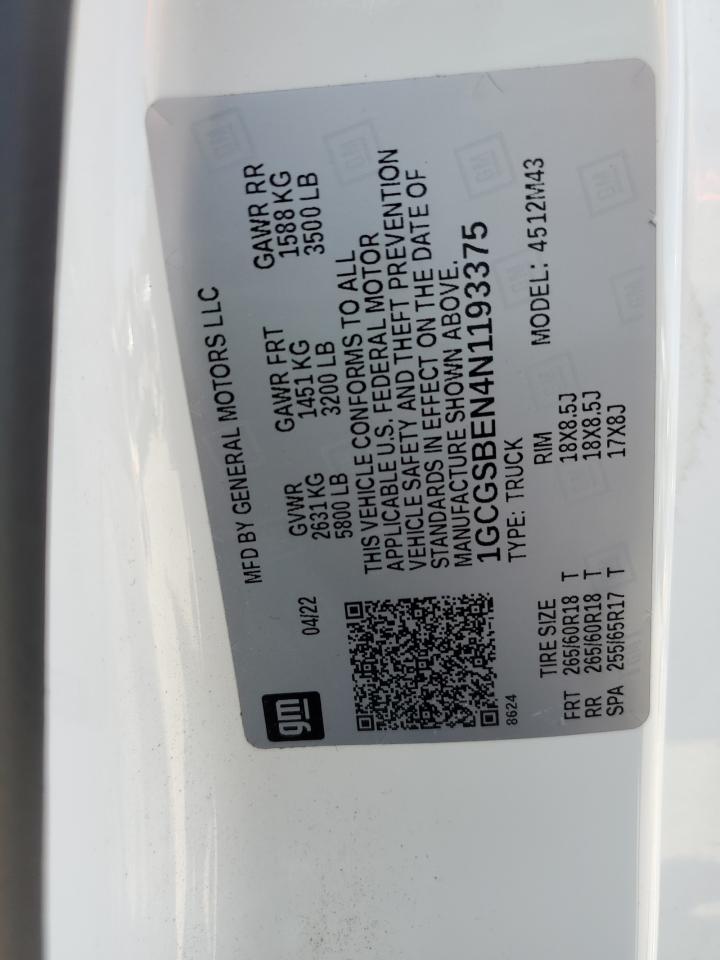 gm
MFD BY GENERAL MOTORS LLC
04/22
GVWR GAWR FRT GAWR RR
2631 KG 1451 KG 1588 KG
5800 LB 3200 LB 3500 LB
THIS VEHICLE CONFORMS TO ALL
APPLICABLE U.S. FEDERAL MOTOR
VEHICLE SAFETY AND THEFT PREVENTION
STANDARDS IN EFFECT ON THE DATE OF
MANUFACTURE SHOWN ABOVE.
1GCGSBEN4N1193375
8624
TYPE: TRUCK
MODEL: 4512M43
TIRE SIZE RIM
FRT 265/60R18 T 18X8.5J
RR 265/60R18 T 18X8.5J
SPA 255/65R17 T 17X8J